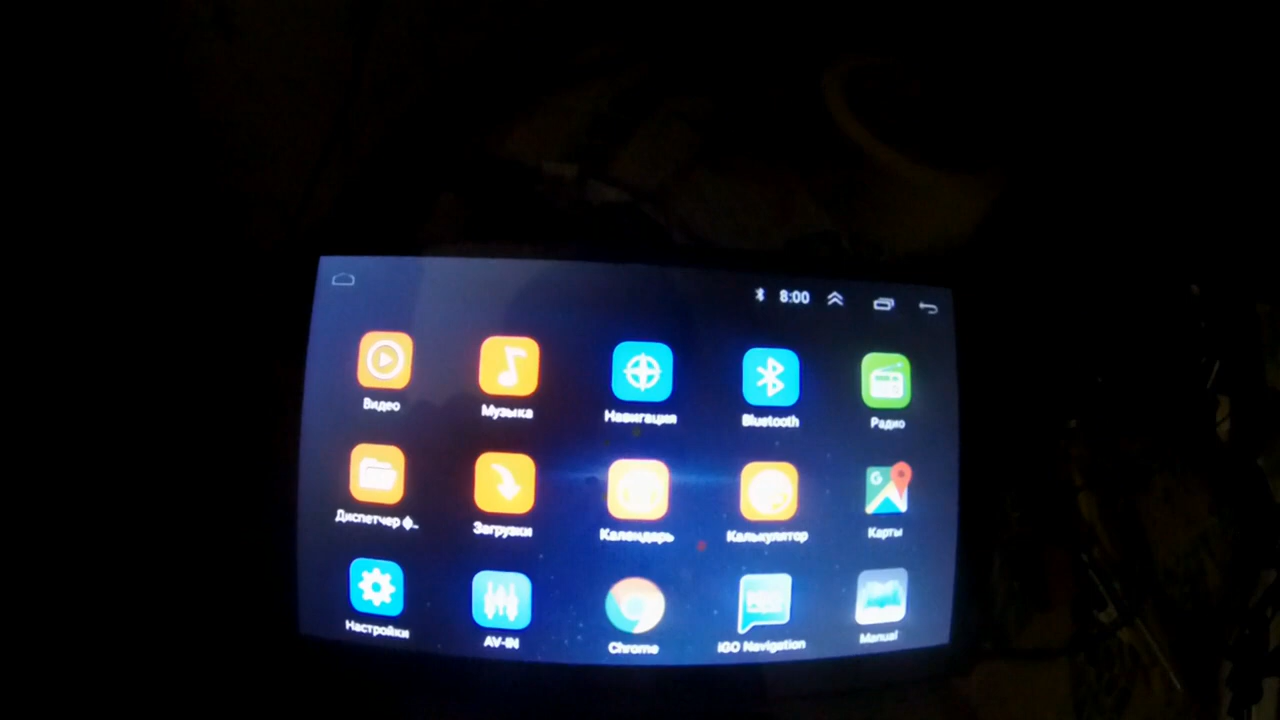 8:00
Видео
Музыка
Навигация
Bluetooth
Радио
Диспетчер ф...
Загрузки
Календарь
Калькулятор
G
Карты
Настройки
AV-IN
Chrome
iGO Navigation
Manual